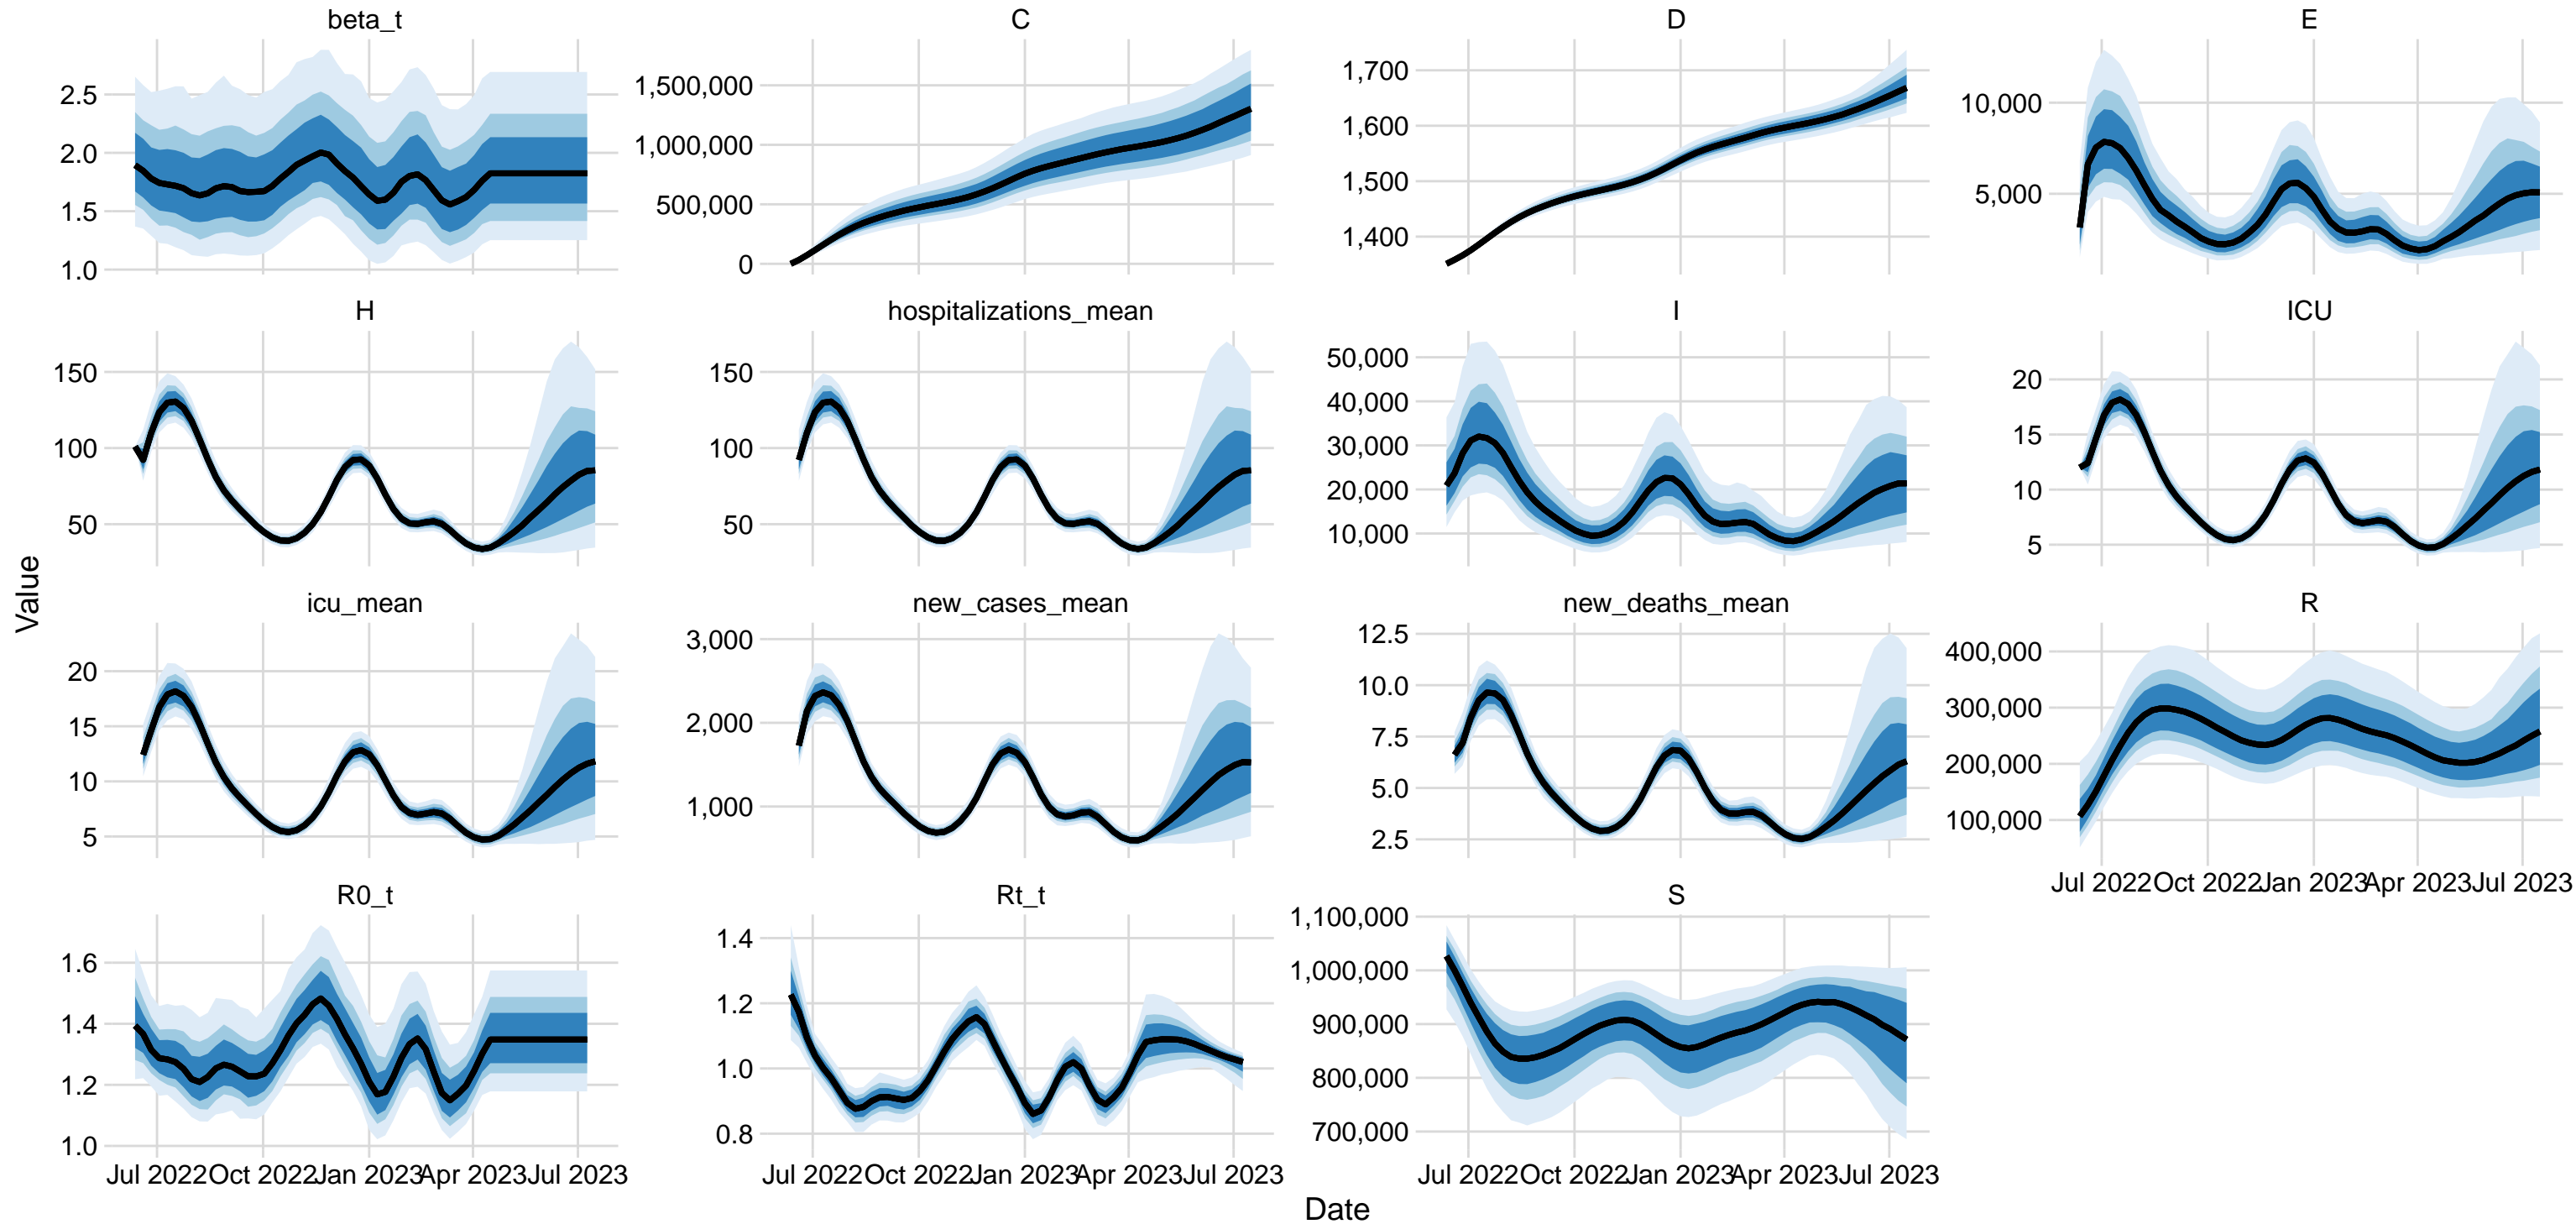 beta_t
C
D
E
2.5
2.0
1.5
1.0
1,500,000
1,000,000
500,000
0
1,700
1,600
1,500
1,400
10,000
5,000
H
hospitalizations_mean
I
ICU
150
100
50
150
100
50
50,000
40,000
30,000
20,000
10,000
20
15
10
5
icu_mean
new_cases_mean
new_deaths_mean
R
20
15
10
5
3,000
2,000
1,000
12.5
10.0
7.5
5.0
2.5
400,000
300,000
200,000
100,000
Jul 2022 Oct 2022 Jan 2023 Apr 2023 Jul 2023
R0_t
Rt_t
S
1.6
1.4
1.2
1.0
1.4
1.2
1.0
0.8
1,100,000
1,000,000
900,000
800,000
700,000
Jul 2022 Oct 2022 Jan 2023 Apr 2023 Jul 2023
Jul 2022 Oct 2022 Jan 2023 Apr 2023 Jul 2023
Jul 2022 Oct 2022 Jan 2023 Apr 2023 Jul 2023
Value
Date